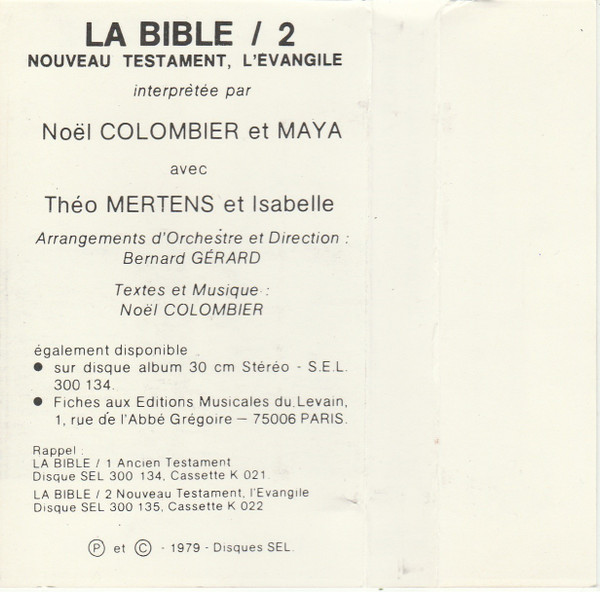 LA BIBLE / 2
NOUVEAU TESTAMENT, L'ÉVANGILE
interprétée par
Noël COLOMBIER et MAYA
avec
Théo MERTENS et Isabelle
Arrangements d'Orchestre et Direction :
Bernard GÉRARD
Textes et Musique :
Noël COLOMBIER
également disponible
● sur disque album 30 cm Stéréo - S.E.L.
300 134.
● Fiches aux Editions Musicales du Levain,
1, rue de l'Abbé Grégoire — 75006 PARIS.
Rappel :
LA BIBLE / 1 Ancien Testament
Disque SEL 300 134, Cassette K 021.
LA BIBLE / 2 Nouveau Testament, l'Evangile
Disque SEL 300 135, Cassette K 022
Ⓟ et © - 1979 - Disques SEL.